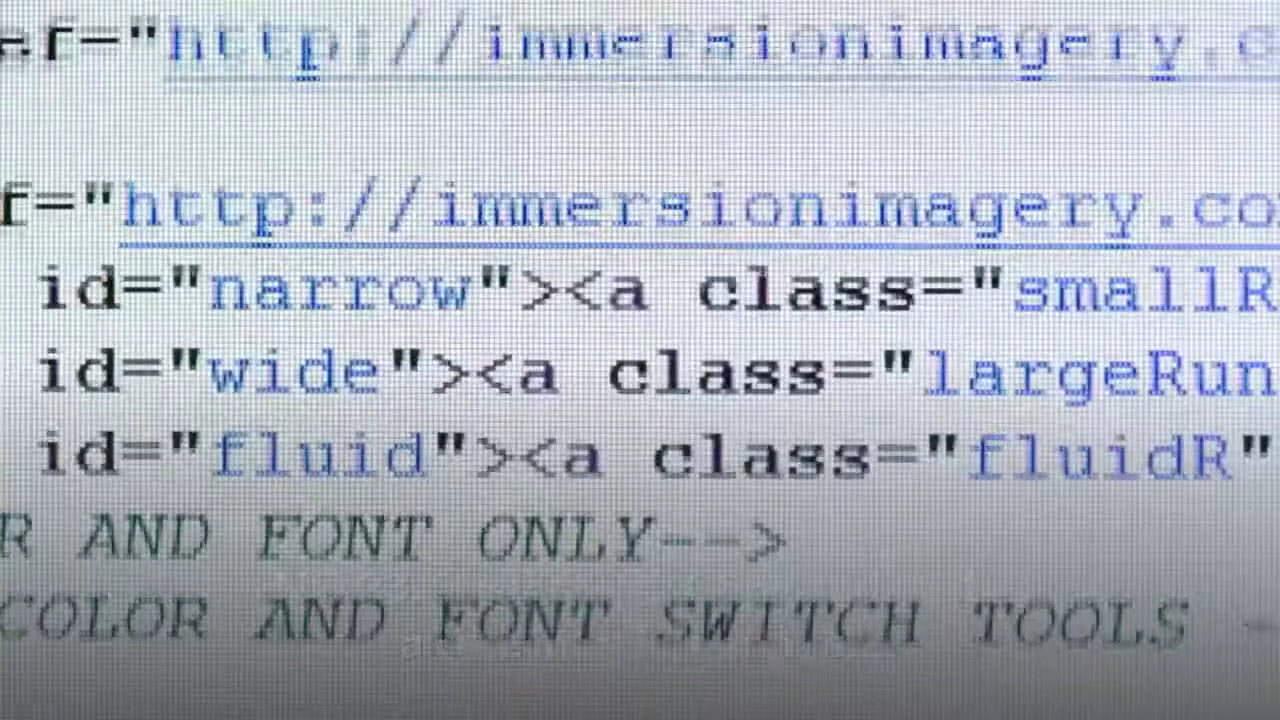 ef="http://immersionimagery.c
f="http://immersionimagery.co
id="narrow"><a class="smallR
id="wide"><a class="largeRun
id="fluid"><a class="fluidR"
R AND FONT ONLY-->
COLOR AND FONT SWITCH TOOLS -